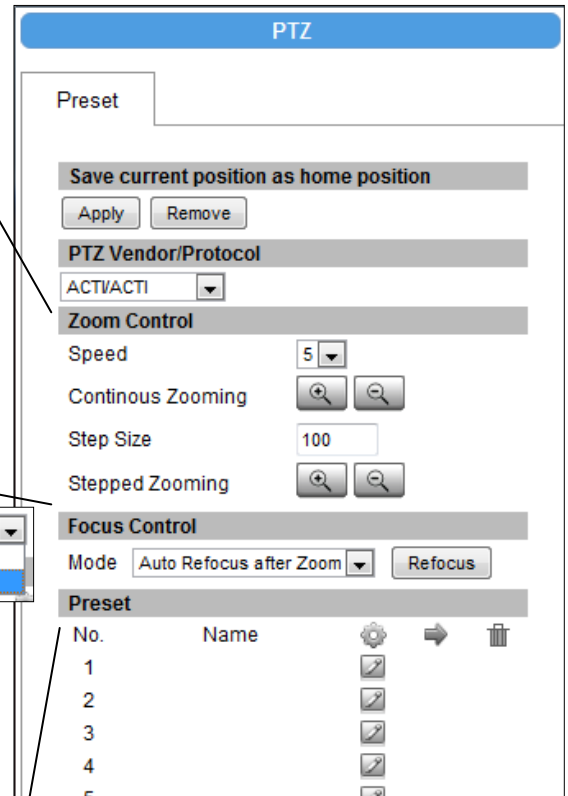 PTZ
Preset
Save current position as home position
Apply Remove
PTZ Vendor/Protocol
ACTI/ACTI
Zoom Control
Speed 5
Continous Zooming
Step Size 100
Stepped Zooming
Focus Control
Mode Auto Refocus after Zoom Refocus
Preset
No. Name
1
2
3
4
5